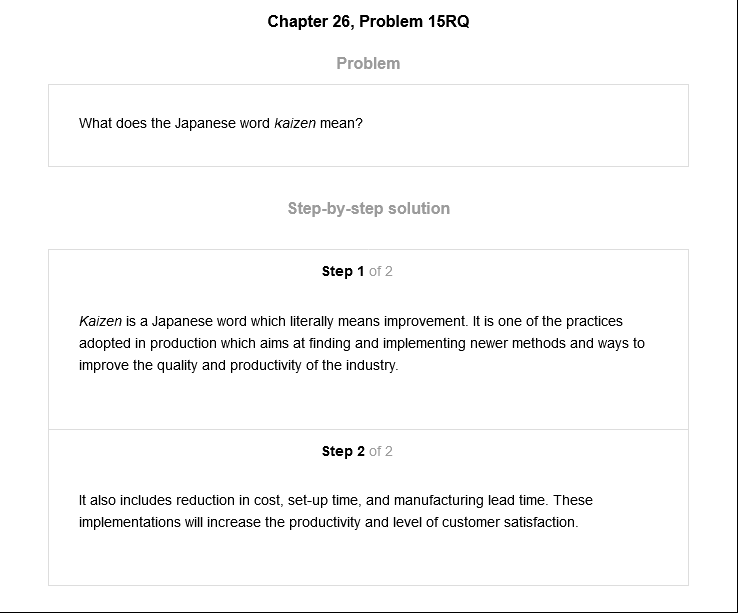 Chapter 26, Problem 15RQ
Problem
What does the Japanese word kaizen mean?
Step-by-step solution
Step 1 of 2
Kaizen is a Japanese word which literally means improvement. It is one of the practices
adopted in production which aims at finding and implementing newer methods and ways to
improve the quality and productivity of the industry.
Step 2 of 2
It also includes reduction in cost, set-up time, and manufacturing lead time. These
implementations will increase the productivity and level of customer satisfaction.